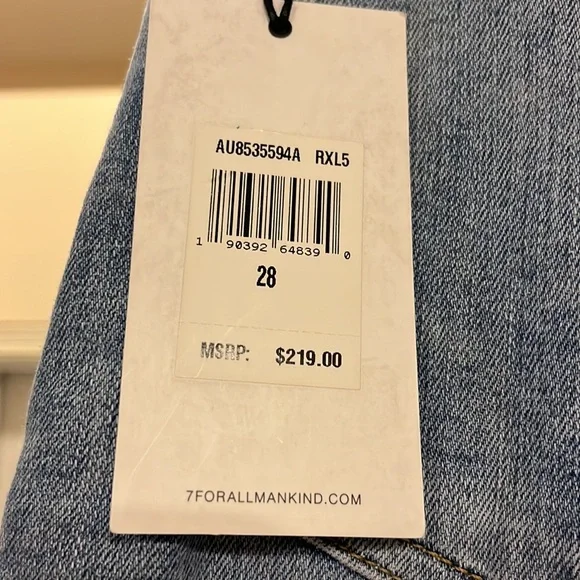 AU8535594A RXL5
1 90392 64839 0
28
MSRP: $219.00
7FORALLMANKIND.COM